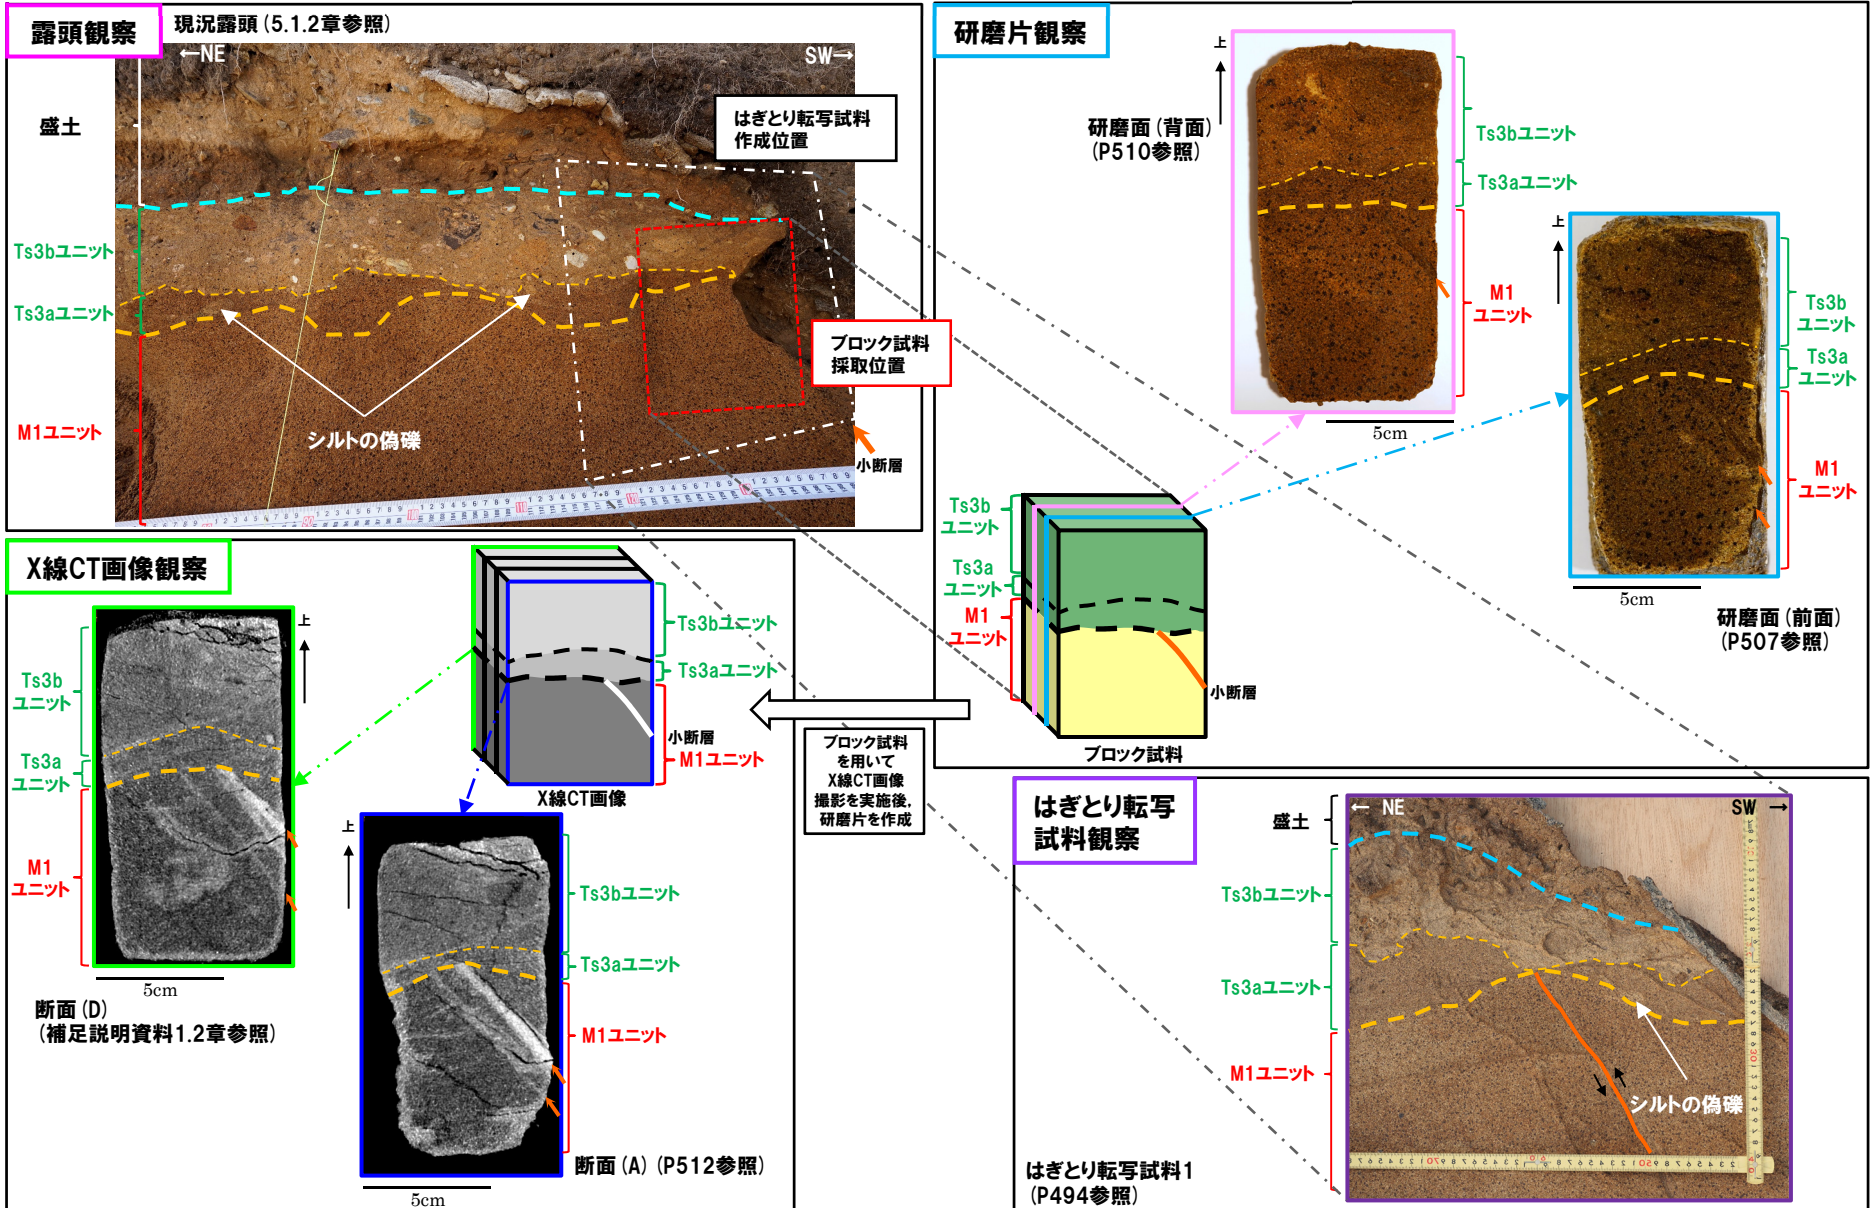 露頭観察
現況露頭(5.1.2章参照)
←NE
SW→
盛土
はぎとり転写試料
作成位置
Ts3bユニット
Ts3aユニット
M1ユニット
シルトの偽礫
ブロック試料
採取位置
小断層
研磨片観察
上
研磨面(背面)
(P510参照)
Ts3bユニット
Ts3aユニット
M1
ユニット
5cm
上
Ts3b
ユニット
Ts3a
ユニット
M1
ユニット
5cm
研磨面(前面)
(P507参照)
Ts3b
ユニット
Ts3a
ユニット
M1
ユニット
小断層
ブロック試料
X線CT画像観察
上
Ts3b
ユニット
Ts3a
ユニット
M1
ユニット
5cm
断面(D)
(補足説明資料1.2章参照)
Ts3bユニット
Ts3aユニット
小断層
M1ユニット
X線CT画像
ブロック試料
を用いて
X線CT画像
撮影を実施後,
研磨片を作成
上
Ts3bユニット
Ts3aユニット
M1ユニット
断面(A)(P512参照)
5cm
はぎとり転写
試料観察
← NE
SW →
盛土
Ts3bユニット
Ts3aユニット
M1ユニット
シルトの偽礫
はぎとり転写試料1
(P494参照)